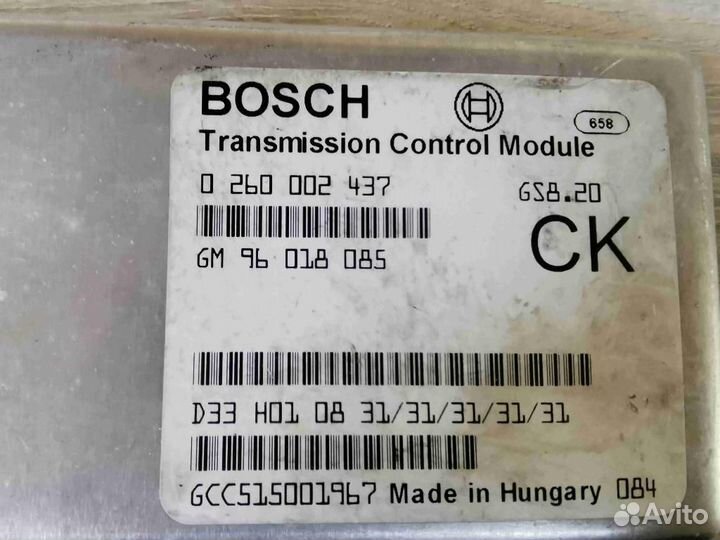 BOSCH
658
Transmission Control Module
0 260 002 437 GS8.20
GM 96 018 085 CK
D33 H01 08 31/31/31/31/31
GCC515001967 Made in Hungary 084
Avito